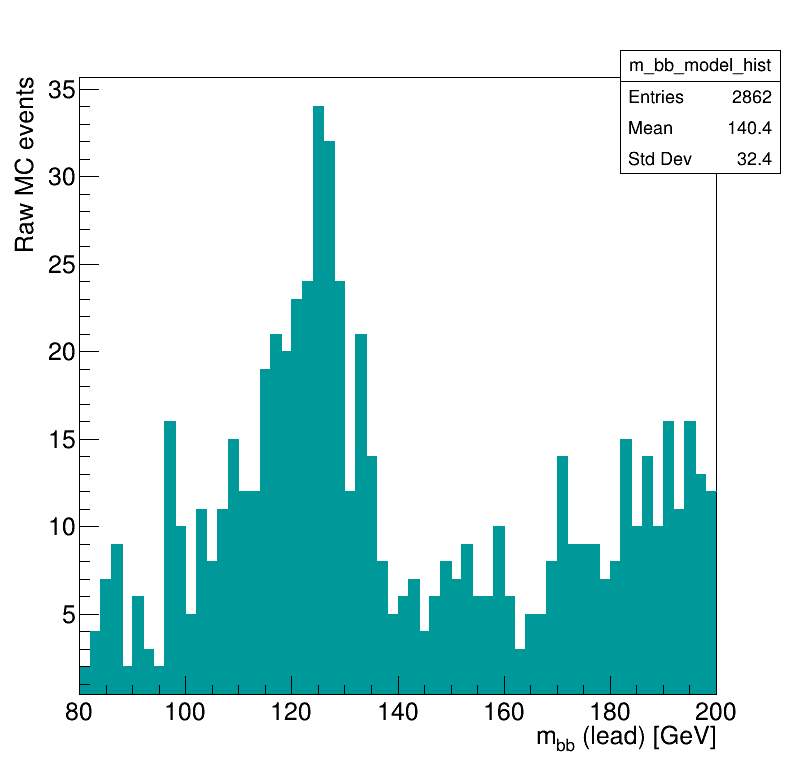 m_bb_model_hist
Entries 2862
Mean 140.4
Std Dev 32.4
Raw MC events
35
30
25
20
15
10
5
80 100 120 140 160 180 200
m_bb (lead) [GeV]